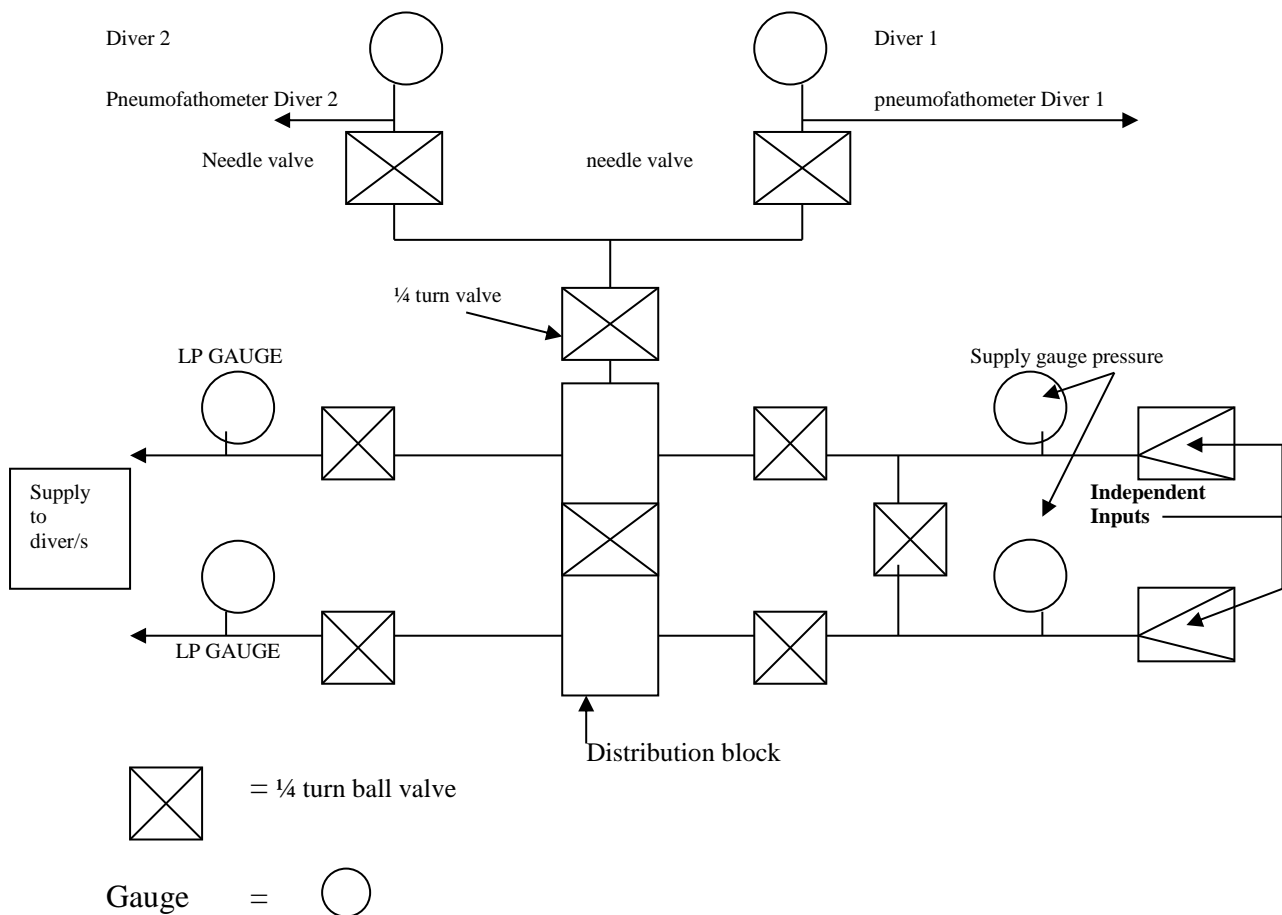 Diver 2
Diver 1
Pneumofathometer Diver 2
pneumofathometer Diver 1
Needle valve
needle valve
¼ turn valve
LP GAUGE
Supply gauge pressure
Supply
to
diver/s
Independent
Inputs
LP GAUGE
Distribution block
= ¼ turn ball valve
Gauge =